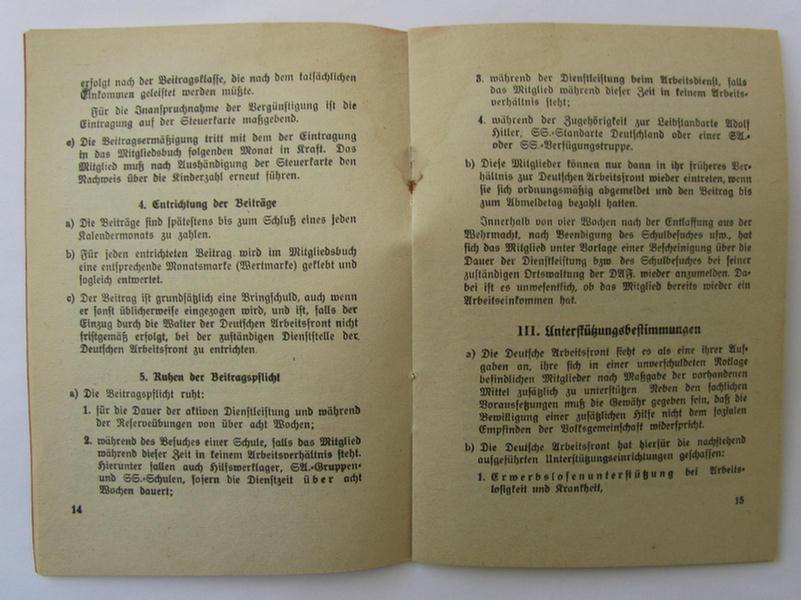 erfolgt nach der Beitragsklasse, die nach dem tatsächlichen
Einkommen geleistet werden müßte.
Für die Inanspruchnahme der Vergünstigung ist die
Eintragung auf der Steuerkarte maßgebend.
e) Die Beitragsermäßigung tritt mit dem der Eintragung
in das Mitgliedsbuch folgenden Monat in Kraft. Das
Mitglied muß nach Aushändigung der Steuerkarte den
Nachweis über die Kinderzahl erneut führen.
4. Entrichtung der Beiträge
a) Die Beiträge sind spätestens bis zum Schluß eines jeden
Kalendermonats zu zahlen.
b) Für jeden entrichteten Beitrag wird im Mitgliedsbuch
eine entsprechende Monatsmarke (Wertmarke) geklebt und
sogleich entwertet.
c) Der Beitrag ist grundsätzlich eine Bringschuld, auch wenn
er sonst üblicherweise eingezogen wird, und ist, falls der
Einzug durch die Walter der Deutschen Arbeitsfront nicht
fristgemäß erfolgt, bei der zuständigen Dienststelle der
Deutschen Arbeitsfront zu entrichten.
5. Ruhen der Beitragspflicht
a) Die Beitragspflicht ruht:
1. für die Dauer der aktiven Dienstleistung und während
der Reserveübungen von über acht Wochen;
2. während des Besuches einer Schule, falls das Mitglied
während dieser Zeit in keinem Arbeitsverhältnis steht.
Hierunter fallen auch Hilfswerklager, SA.-Gruppen-
und SS.-Schulen, sofern die Dienstzeit über acht
Wochen dauert;
14
3. während der Dienstleistung beim Arbeitsdienst, falls
das Mitglied während dieser Zeit in keinem Arbeits-
verhältnis steht;
4. während der Zugehörigkeit zur Leibstandarte Adolf
Hitler, SS.-Standarte Deutschland oder einer SA.-
oder SS.-Verfügungstruppe.
b) Diese Mitglieder können nur dann in ihr früheres Ver-
hältnis zur Deutschen Arbeitsfront wieder eintreten, wenn
sie sich ordnungsmäßig abgemeldet und den Beitrag bis
zum Abmeldetag bezahlt hatten.
Innerhalb von vier Wochen nach der Entlassung aus der
Wehrmacht, nach Beendigung des Schulbesuches usw., hat
sich das Mitglied unter Vorlage einer Bescheinigung über die
Dauer der Dienstleistung bzw. des Schulbesuches bei seiner
zuständigen Ortswaltung der DAF. wieder anzumelden. Da-
bei ist es unwesentlich, ob das Mitglied bereits wieder ein
Arbeitseinkommen hat.
III. Unterstützungsbestimmungen
a) Die Deutsche Arbeitsfront sieht es als eine ihrer Auf-
gaben an, ihre sich in einer unverschuldeten Notlage
befindlichen Mitglieder nach Maßgabe der vorhandenen
Mittel zusätzlich zu unterstützen. Neben den sachlichen
Voraussetzungen muß die Gewähr gegeben sein, daß die
Bewilligung einer zusätzlichen Hilfe nicht dem sozialen
Empfinden der Volksgemeinschaft widerspricht.
b) Die Deutsche Arbeitsfront hat hierfür die nachstehend
aufgeführten Unterstützungseinrichtungen geschaffen:
1. Erwerbslosenunterstützung bei Arbeits-
losigkeit und Krankheit,
15